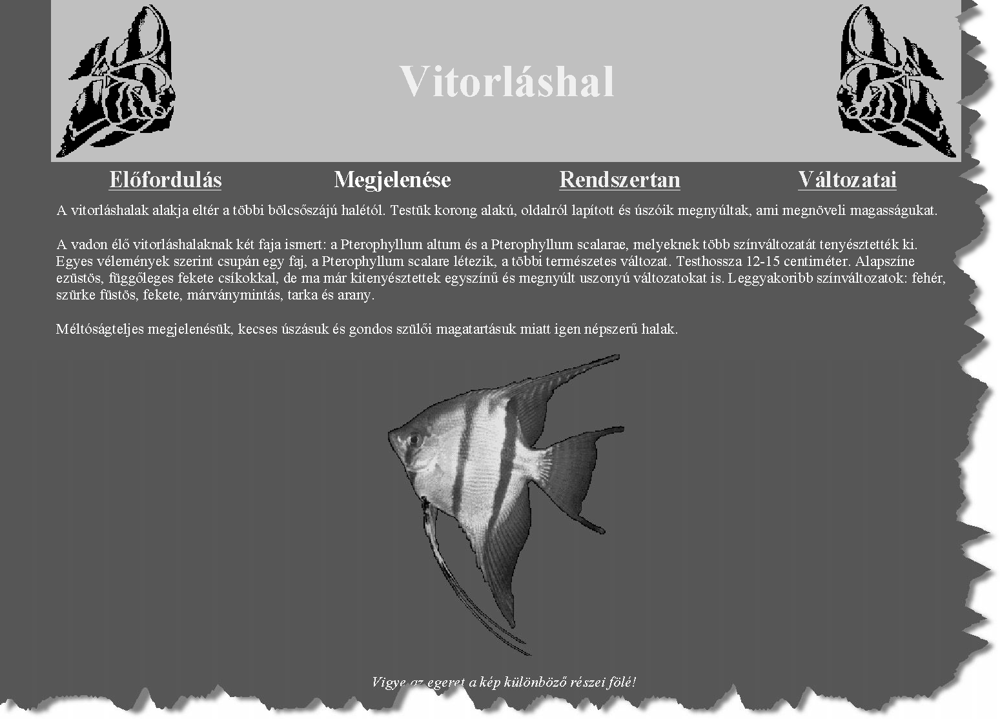 Vitorláshal
Előfordulás Megjelenése Rendszertan Változatai
A vitorláshalak alakja eltér a többi bölcsőszájú halétól. Testük korong alakú, oldalról lapított és úszóik megnyúltak, ami megnöveli magasságukat.
A vadon élő vitorláshalaknak két faja ismert: a Pterophyllum altum és a Pterophyllum scalarae, melyeknek több színváltozatát tenyésztették ki.
Egyes vélemények szerint csupán egy faj, a Pterophyllum scalare létezik, a többi természetes változat. Testhossza 12-15 centiméter. Alapszíne
ezüstös, függőleges fekete csíkokkal, de ma már kitenyésztettek egyszínű és megnyúlt uszonyú változatokat is. Leggyakoribb színváltozatok: fehér,
szürke füstös, fekete, márványmintás, tarka és arany.
Méltóságteljes megjelenésük, kecses úszásuk és gondos szülői magatartásuk miatt igen népszerű halak.
Vigye az egeret a kép különböző részei fölé!